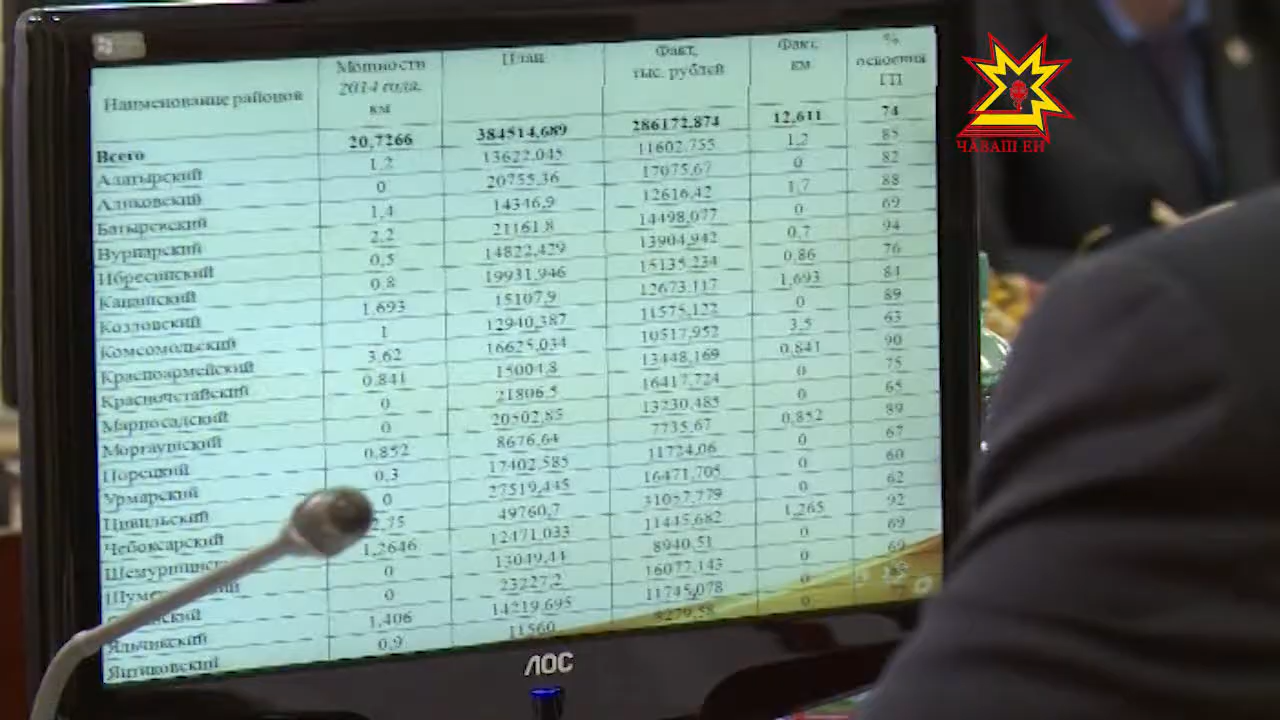 Наименование районов
Мощности
2014 года,
км
План
Факт,
тыс. рублей
Факт,
км
%
освоения
ГП
Всего 20,7266 384514,689 286172,874 12,611 74
Алатырский 1,2 13622,045 11602,755 1,2 85
Аликовский 0 20755,36 17075,67 0 82
Батыревский 1,4 14346,9 12616,42 1,7 88
Вурнарский 2,2 21161,8 14498,077 0 69
Ибресинский 0,5 14822,429 13904,942 0,7 94
Канашский 0,8 19931,946 15135,234 0,86 76
Козловский 1,693 15107,9 12673,117 1,693 84
Комсомольский 1 12940,387 11575,122 0 89
Красноармейский 3,62 16625,034 10517,952 3,5 63
Красночетайский 0,841 15004,8 13448,169 0,841 90
Марпосадский 0 21806,5 16417,724 0 75
Моргаушский 0 20502,85 13230,485 0 65
Порецкий 0,852 8676,64 7735,67 0,852 89
Урмарский 0,3 17402,585 11724,06 0 67
Цивильский 0 27519,445 16471,705 0 60
Чебоксарский 2,75 49760,7 31057,779 0 62
1,2646 12471,033 11445,682 1,265 92
0 13049,44 8940,51 0 69
0 23227,2 16077,143 0 69
Яльчикский 1,406 14219,695 11745,078 0
Янтиковский 0,9 11560 8279,58 0
AOC
ЧӐВАШ ЕН